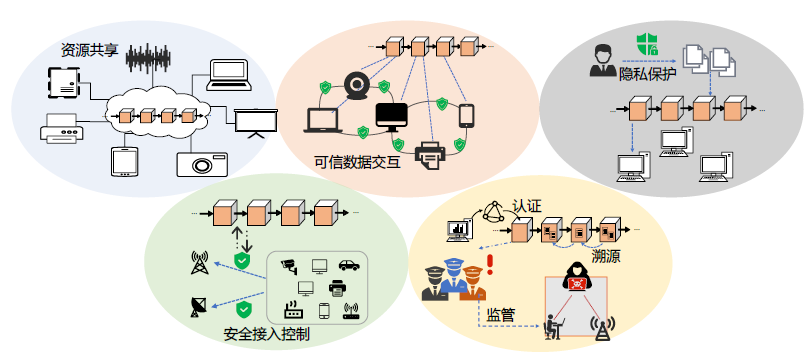 资源共享
可信数据交互
隐私保护
安全接入控制
认证
溯源
监管